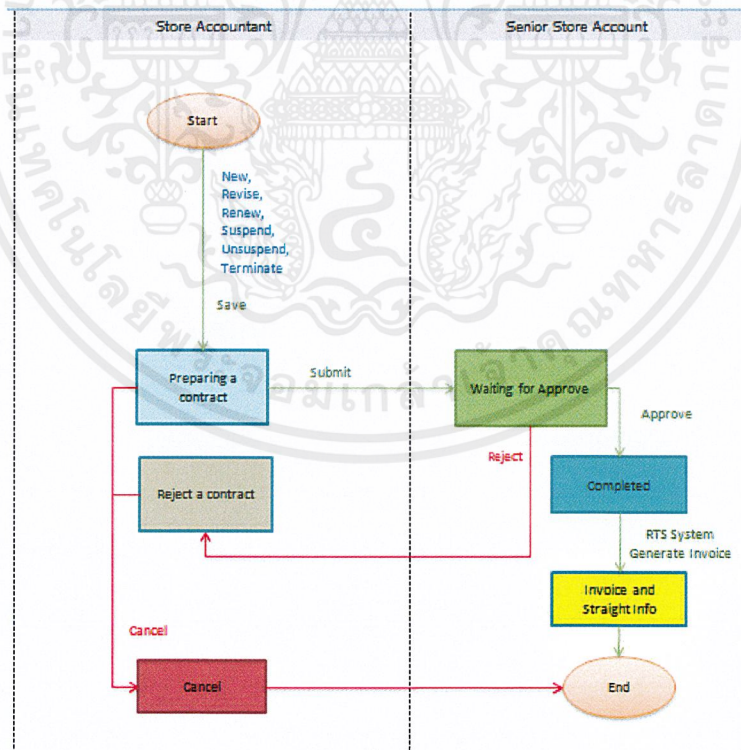 Store Accountant
Senior Store Account
Start
New,
Revise,
Renew,
Suspend,
Unsuspend,
Terminate
Save
Preparing a
contract
Submit
Waiting for Approve
Approve
Reject
Reject a contract
Completed
RTS System
Generate Invoice
Invoice and
Straight Info
Cancel
Cancel
End